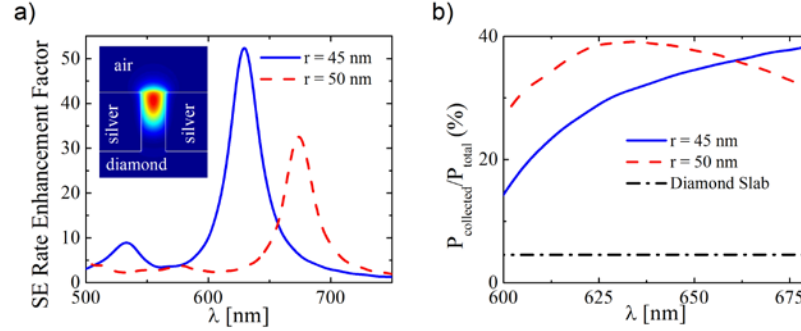 a)
SE Rate Enhancement Factor
50
40
30
20
10
5
0
500
600
700
λ [nm]
r = 45 nm
r = 50 nm
air
silver
silver
diamond
b)
P_collected/P_total (%)
40
20
0
600
625
650
675
λ [nm]
r = 45 nm
r = 50 nm
Diamond Slab